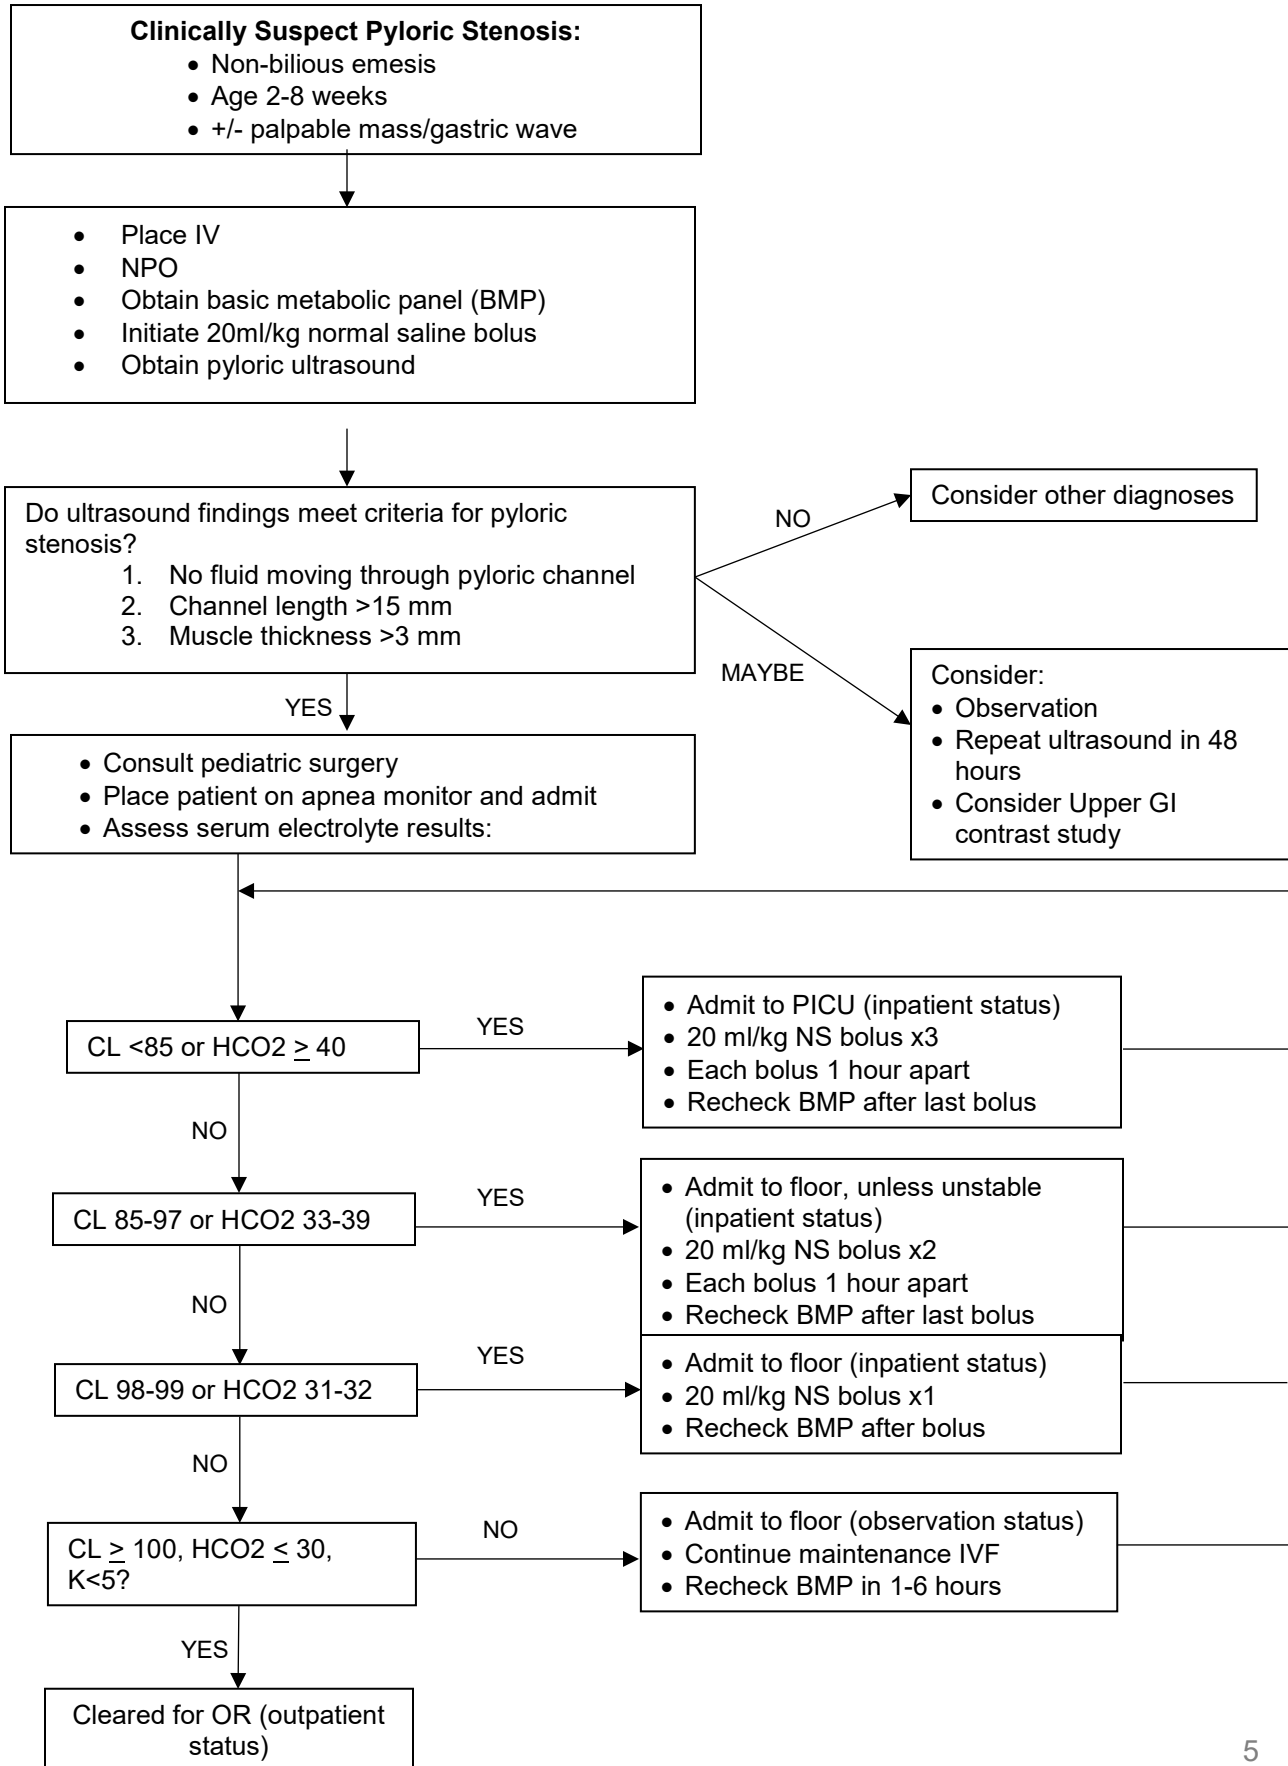 Clinically Suspect Pyloric Stenosis:
• Non-bilious emesis
• Age 2-8 weeks
• +/- palpable mass/gastric wave
• Place IV
• NPO
• Obtain basic metabolic panel (BMP)
• Initiate 20ml/kg normal saline bolus
• Obtain pyloric ultrasound
Do ultrasound findings meet criteria for pyloric
stenosis?
1. No fluid moving through pyloric channel
2. Channel length >15 mm
3. Muscle thickness >3 mm
NO
Consider other diagnoses
MAYBE
Consider:
• Observation
• Repeat ultrasound in 48
hours
• Consider Upper GI
contrast study
YES
• Consult pediatric surgery
• Place patient on apnea monitor and admit
• Assess serum electrolyte results:
CL <85 or HCO2 ≥ 40
YES
• Admit to PICU (inpatient status)
• 20 ml/kg NS bolus x3
• Each bolus 1 hour apart
• Recheck BMP after last bolus
NO
CL 85-97 or HCO2 33-39
YES
• Admit to floor, unless unstable
(inpatient status)
• 20 ml/kg NS bolus x2
• Each bolus 1 hour apart
• Recheck BMP after last bolus
NO
CL 98-99 or HCO2 31-32
YES
• Admit to floor (inpatient status)
• 20 ml/kg NS bolus x1
• Recheck BMP after bolus
NO
CL ≥ 100, HCO2 ≤ 30,
K<5?
NO
• Admit to floor (observation status)
• Continue maintenance IVF
• Recheck BMP in 1-6 hours
YES
Cleared for OR (outpatient
status)
5